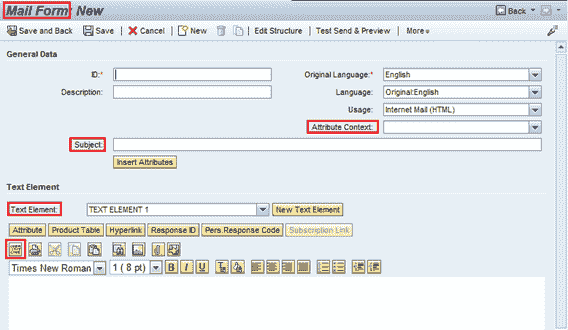 Mail Form: New Back
Save and Back Save Cancel New Edit Structure Test Send & Preview More
General Data
ID:* Original Language:* English
Description: Language: Original:English
Usage: Internet Mail (HTML)
Attribute Context:
Subject:
Insert Attributes
Text Element
Text Element: TEXT ELEMENT 1 New Text Element
Attribute Product Table Hyperlink Response ID Pers.Response Code Subscription Link
Times New Roman 1 ( 8 pt) B I U